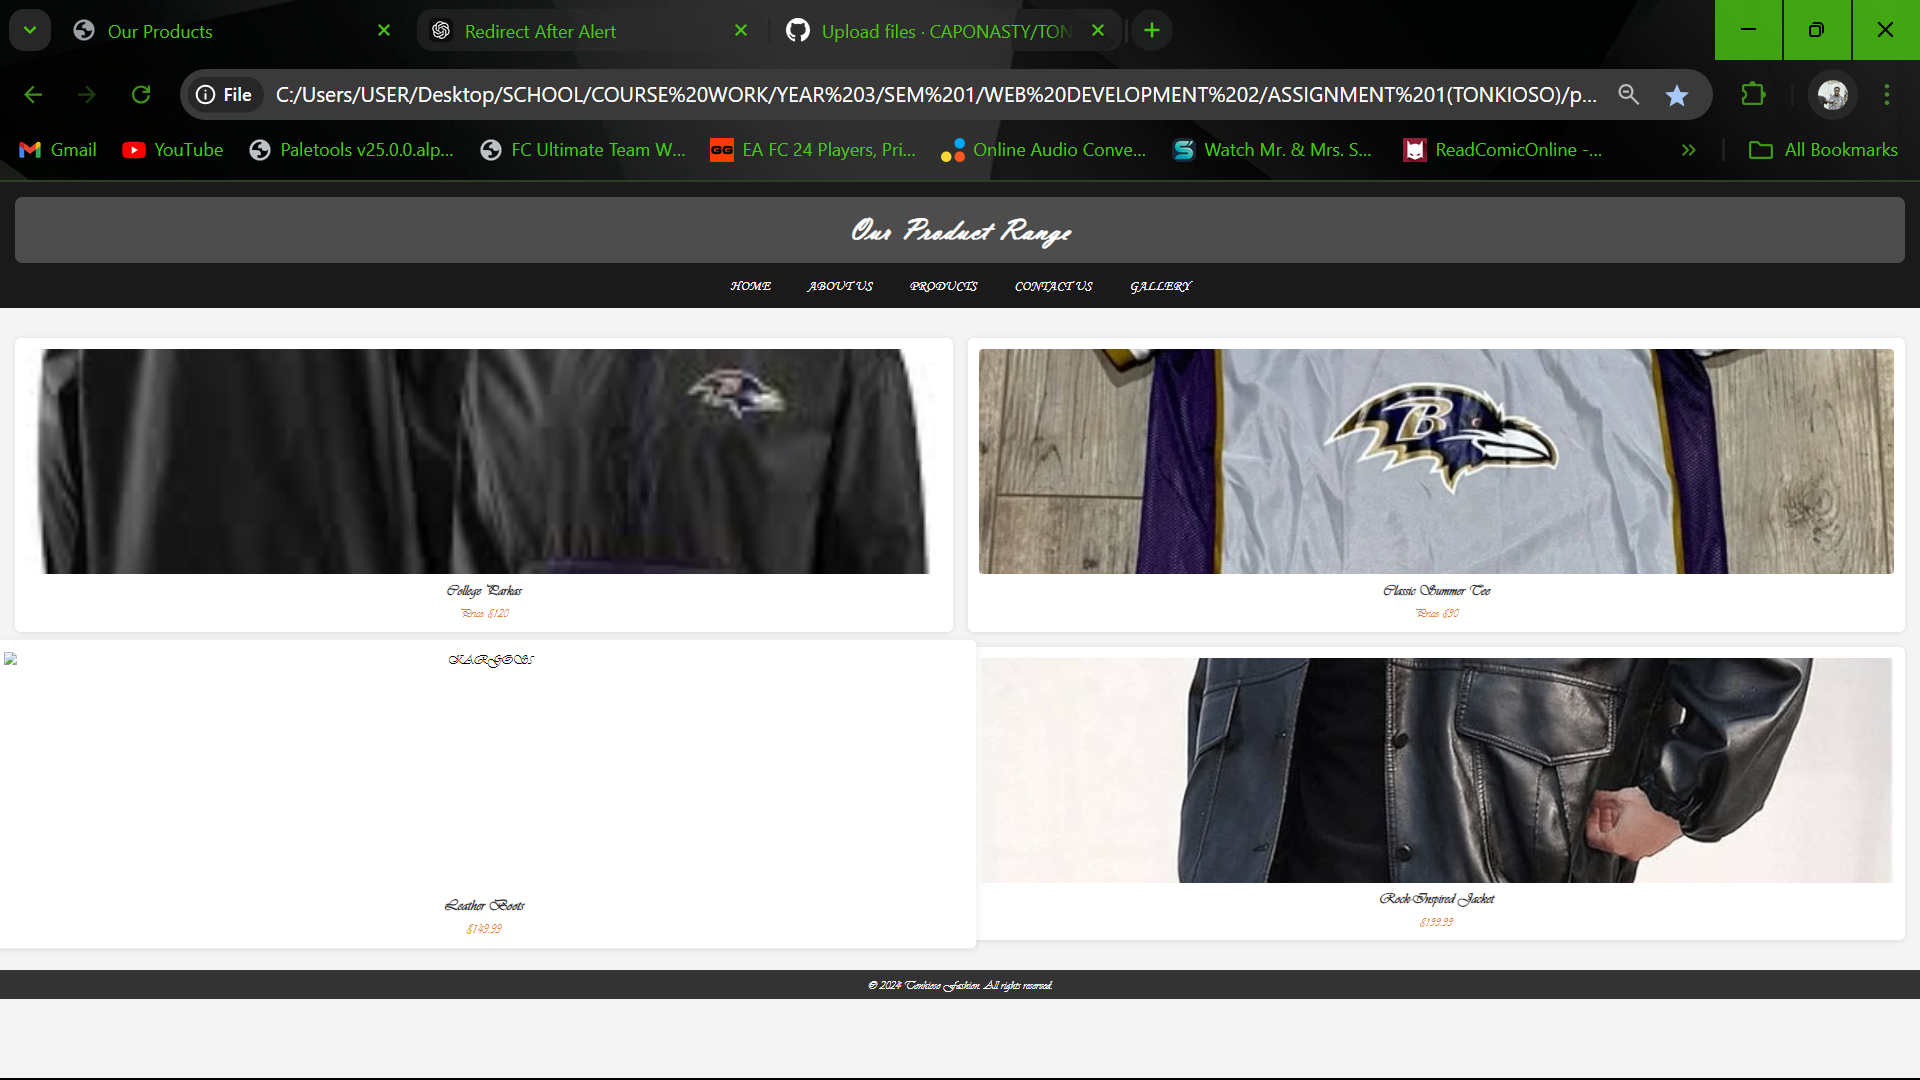 Our Products
Redirect After Alert
Upload files · CAPONASTY/TON
File
C:/Users/USER/Desktop/SCHOOL/COURSE%20WORK/YEAR%203/SEM%201/WEB%20DEVELOPMENT%202/ASSIGNMENT%201(TONKIOSO)/p...
Gmail
YouTube
Paletools v25.0.0.alp...
FC Ultimate Team W...
GG
EA FC 24 Players, Pri...
Online Audio Conve...
Watch Mr. & Mrs. S...
ReadComicOnline -...
All Bookmarks
Our Product Range
HOME
ABOUT US
PRODUCTS
CONTACT US
GALLERY
B
College Parkas
Price: $120
Classic Summer Tee
Price: $90
KARGOSS
Leather Boots
$149.99
Rock-Inspired Jacket
$199.99
© 2024 Tonkioso Fashion. All rights reserved.